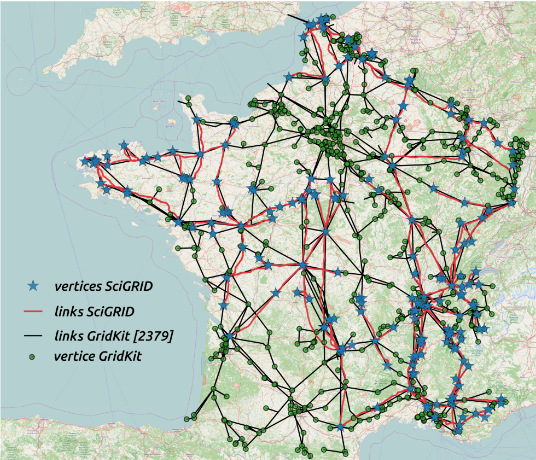 vertices SciGRID
links SciGRID
links GridKit [2379]
vertice GridKit